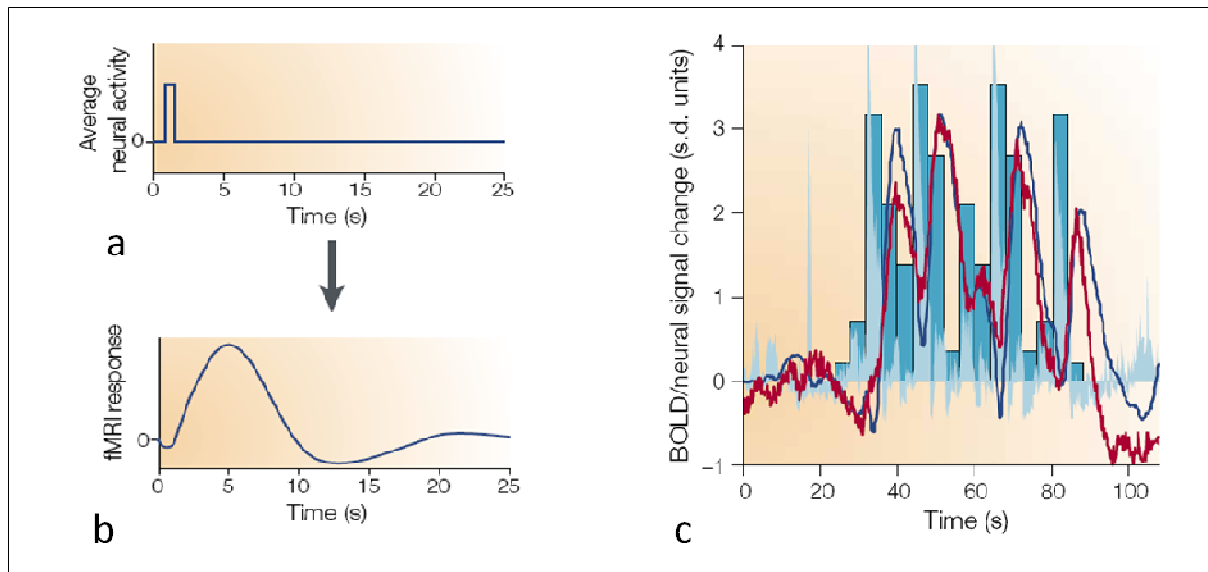 Average
neural activity
0
0 5 10 15 20 25
Time (s)
a
fMRI response
0
0 5 10 15 20 25
Time (s)
b
BOLD/neural signal change (s.d. units)
4
3
2
1
0
–1
0 20 40 60 80 100
Time (s)
c